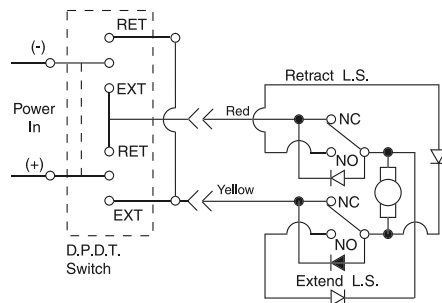 RET
(-)
EXT
Retract L.S.
Power
In
Red
NC
RET
NO
(+)
Yellow
NC
EXT
NO
D.P.D.T.
Switch
Extend L.S.